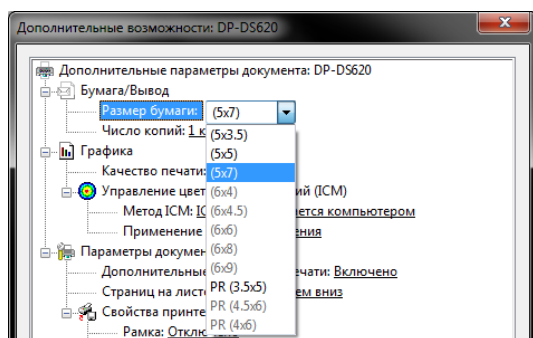 Дополнительные возможности: DP-DS620
Дополнительные параметры документа: DP-DS620
Бумага/Вывод
Размер бумаги: (5x7)
Число копий: 1 к
(5x3.5)
(5x5)
(5x7)
(6x4)
(6x4.5)
(6x6)
(6x8)
(6x9)
PR (3.5x5)
PR (4.5x6)
PR (4x6)
Графика
Качество печати:
Управление цвет ий (ICM)
Метод ICM: ется компьютером
Применение ения
Параметры докумен
Дополнительные ечати: Включено
Страниц на лист ем вниз
Свойства принте
Рамка: Отклю